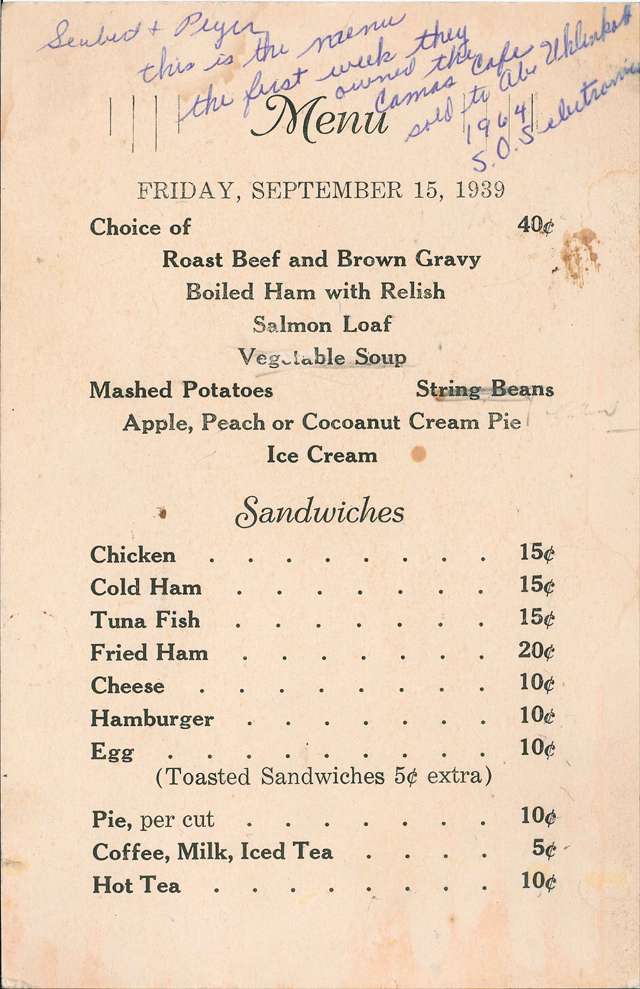 this is the menu
the first week they
owned the
Camas Cafe
sold to Abe
1964
S.O.S electronics
Menu
FRIDAY, SEPTEMBER 15, 1939
Choice of 40¢
Roast Beef and Brown Gravy
Boiled Ham with Relish
Salmon Loaf
Vegetable Soup
Mashed Potatoes String Beans
Apple, Peach or Cocoanut Cream Pie
Ice Cream
Sandwiches
Chicken . . . . . . . . 15¢
Cold Ham . . . . . . . 15¢
Tuna Fish . . . . . . . 15¢
Fried Ham . . . . . . . 20¢
Cheese . . . . . . . . 10¢
Hamburger . . . . . . . 10¢
Egg . . . . . . . . . 10¢
(Toasted Sandwiches 5¢ extra)
Pie, per cut . . . . . . . 10¢
Coffee, Milk, Iced Tea . . . . 5¢
Hot Tea . . . . . . . . 10¢